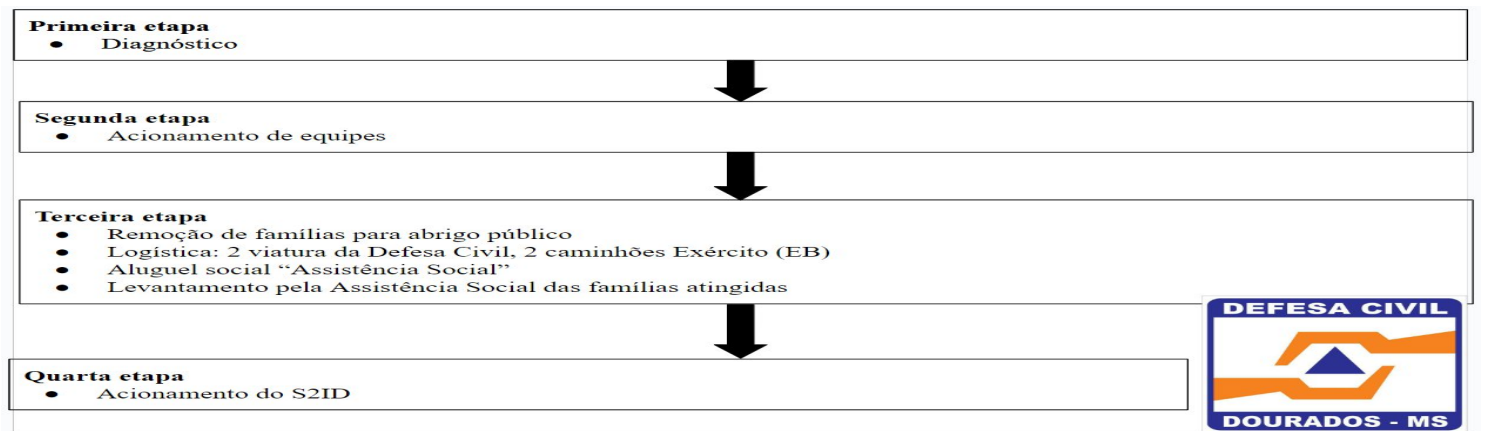 Primeira etapa
● Diagnóstico
Segunda etapa
● Acionamento de equipes
Terceira etapa
● Remoção de famílias para abrigo público
● Logística: 2 viatura da Defesa Civil, 2 caminhões Exército (EB)
● Aluguel social “Assistência Social”
● Levantamento pela Assistência Social das famílias atingidas
DEFESA CIVIL
DOURADOS - MS
Quarta etapa
● Acionamento do S2ID